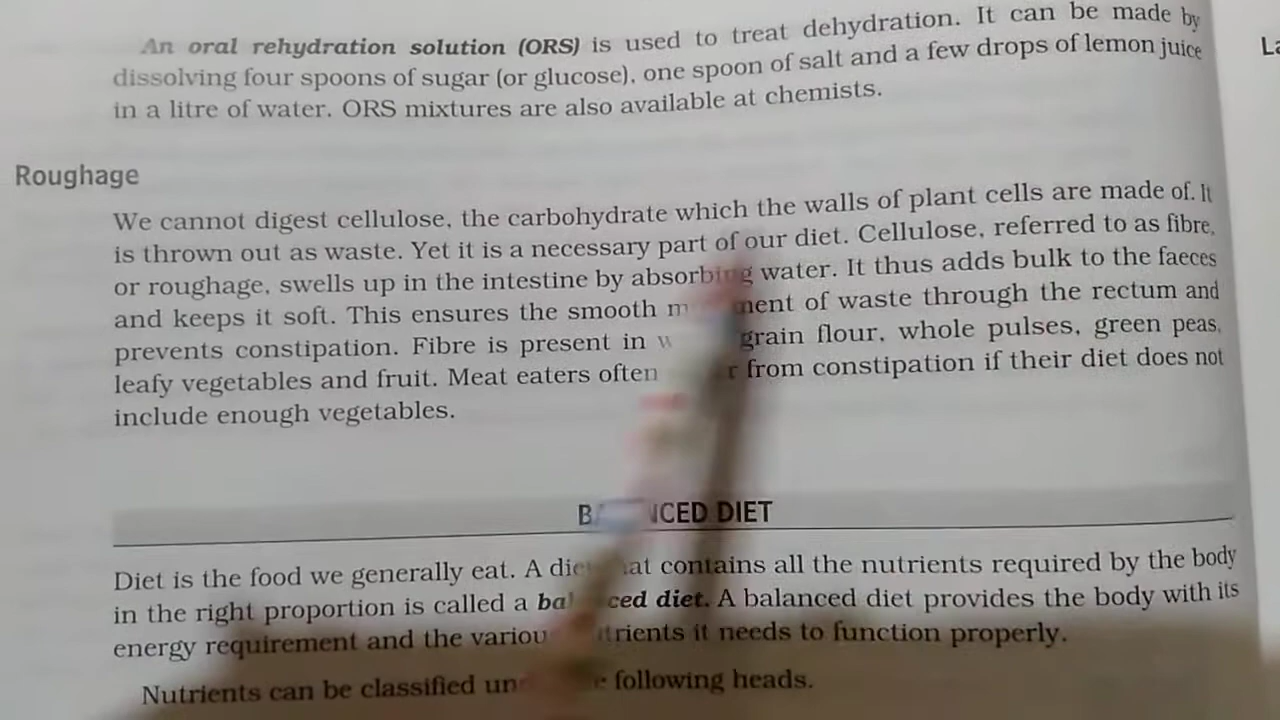 An oral rehydration solution (ORS) is used to treat dehydration. It can be made by
dissolving four spoons of sugar (or glucose), one spoon of salt and a few drops of lemon juice
in a litre of water. ORS mixtures are also available at chemists.
Roughage
We cannot digest cellulose, the carbohydrate which the walls of plant cells are made of. It
is thrown out as waste. Yet it is a necessary part of our diet. Cellulose, referred to as fibre,
or roughage, swells up in the intestine by absorbing water. It thus adds bulk to the faeces
and keeps it soft. This ensures the smooth of waste through the rectum and
prevents constipation. Fibre is present in grain flour, whole pulses, green peas,
leafy vegetables and fruit. Meat eaters often from constipation if their diet does not
include enough vegetables.
BALANCED DIET
Diet is the food we generally eat. A diet that contains all the nutrients required by the body
in the right proportion is called a balanced diet. A balanced diet provides the body with its
energy requirement and the various nutrients it needs to function properly.
Nutrients can be classified following heads.